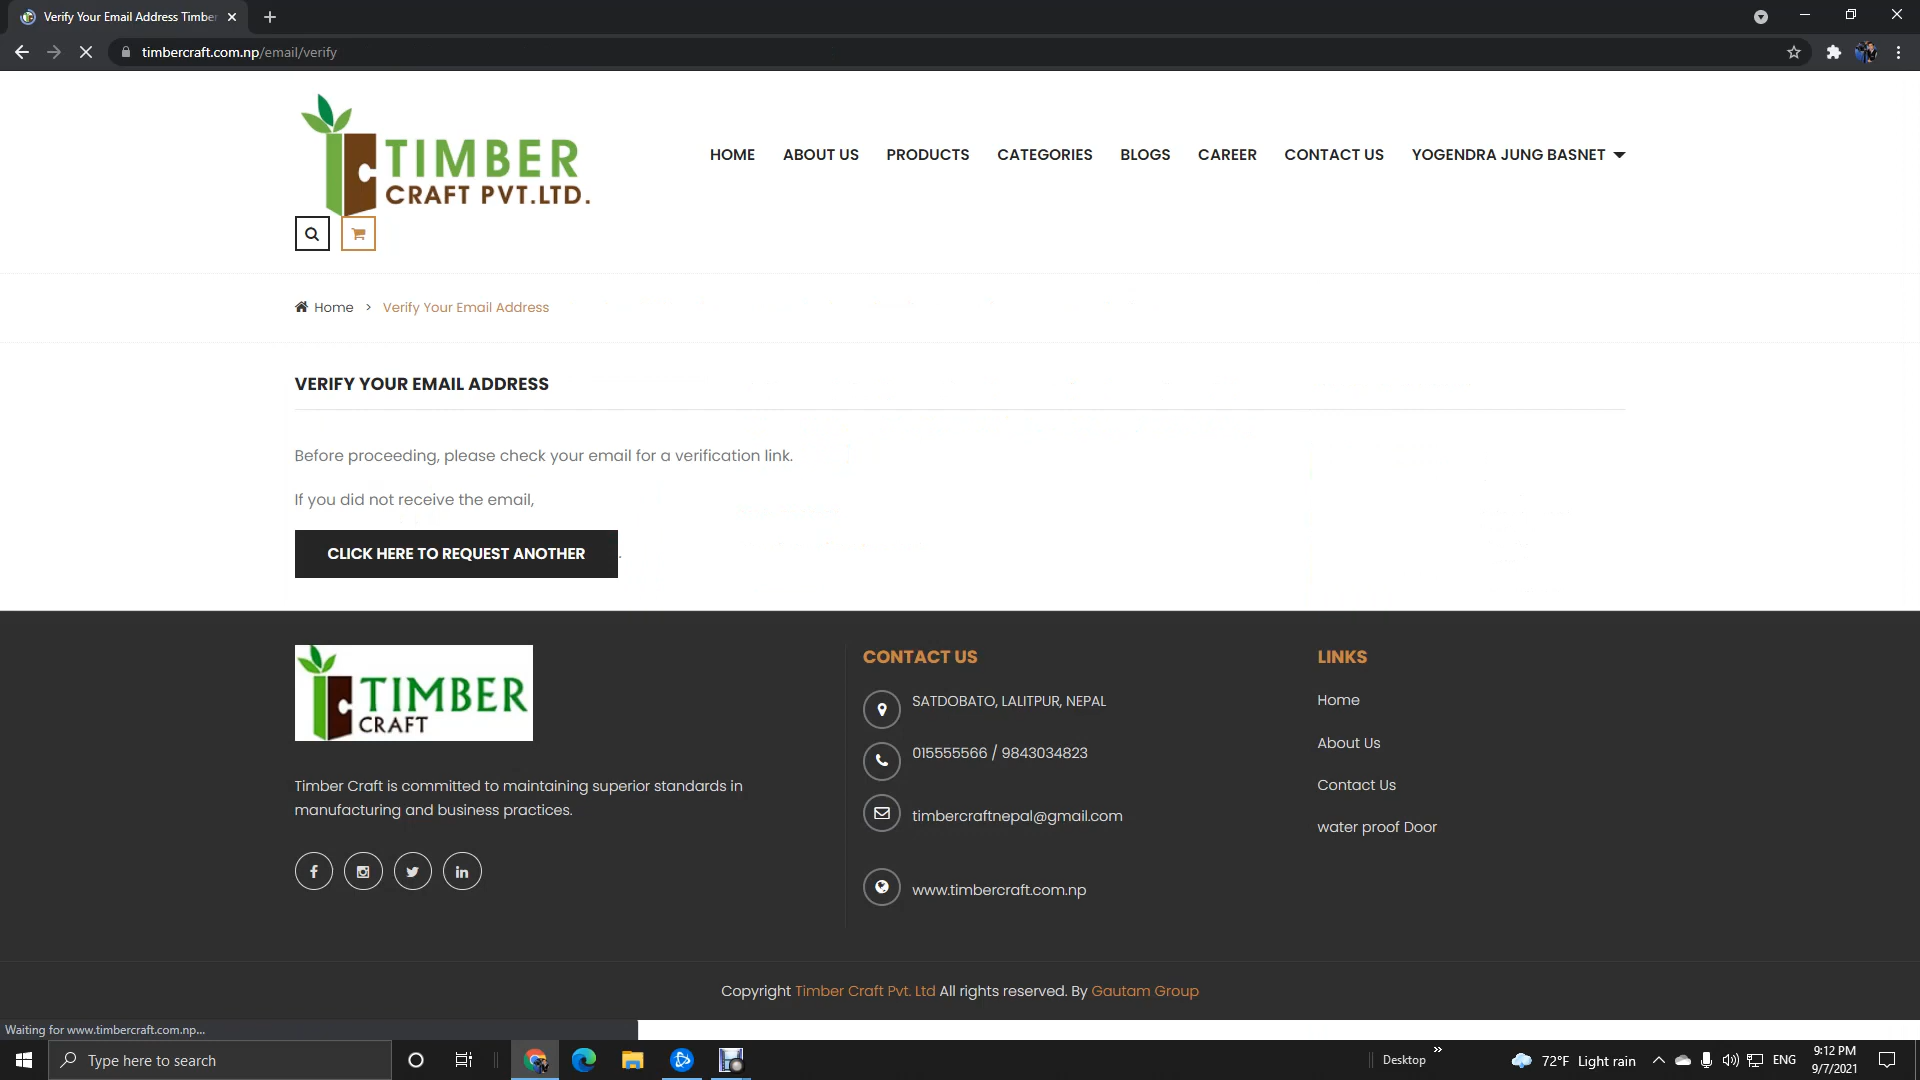 Verify Your Email Address Timber
timbercraft.com.np/email/verify
TIMBER
CRAFT PVT.LTD.
HOME ABOUT US PRODUCTS CATEGORIES BLOGS CAREER CONTACT US YOGENDRA JUNG BASNET
Home > Verify Your Email Address
VERIFY YOUR EMAIL ADDRESS
Before proceeding, please check your email for a verification link.
If you did not receive the email,
CLICK HERE TO REQUEST ANOTHER .
TIMBER
CRAFT
Timber Craft is committed to maintaining superior standards in
manufacturing and business practices.
CONTACT US
SATDOBATO, LALITPUR, NEPAL
015555566 / 9843034823
timbercraftnepal@gmail.com
www.timbercraft.com.np
LINKS
Home
About Us
Contact Us
water proof Door
Copyright Timber Craft Pvt. Ltd All rights reserved. By Gautam Group
Waiting for www.timbercraft.com.np...
Type here to search
Desktop
72°F Light rain
ENG
9:12 PM
9/7/2021